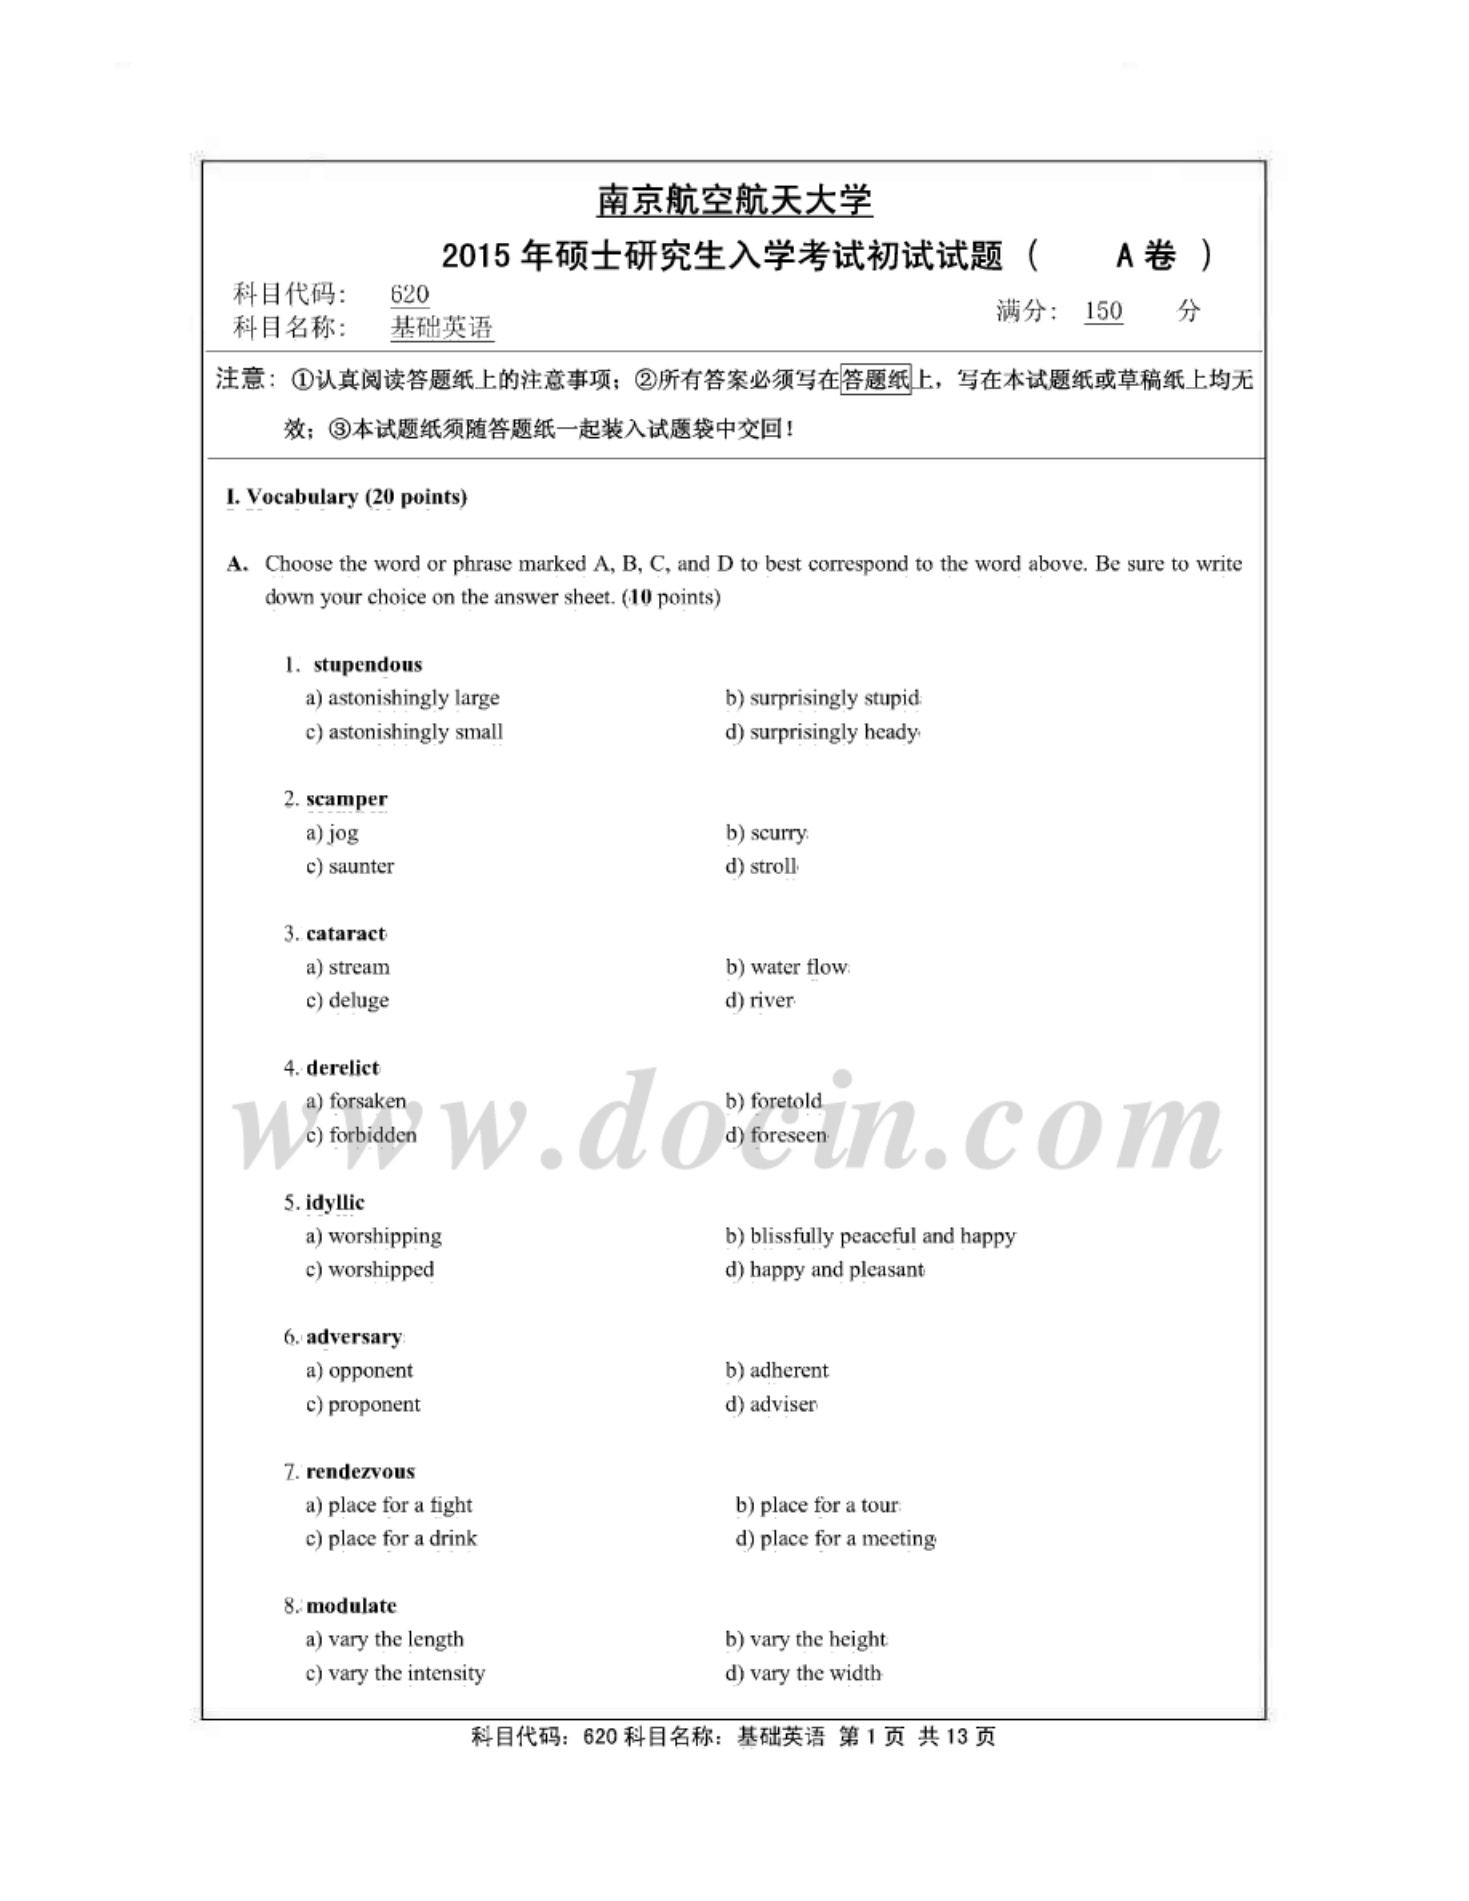 南京航空航天大学
2015 年硕士研究生入学考试初试试题 ( A 卷 )
科目代码： 620
满分： 150 分
科目名称： 基础英语
注意：①认真阅读答题纸上的注意事项；②所有答案必须写在答题纸上，写在本试题纸或草稿纸上均无
效；③本试题纸须随答题纸一起装入试题袋中交回！
I. Vocabulary (20 points)
A. Choose the word or phrase marked A, B, C, and D to best correspond to the word above. Be sure to write
down your choice on the answer sheet. (10 points)
1. stupendous
a) astonishingly large b) surprisingly stupid
c) astonishingly small d) surprisingly heady
2. scamper
a) jog b) scurry
c) saunter d) stroll
3. cataract
a) stream b) water flow
c) deluge d) river
4. derelict
a) forsaken b) foretold
www.docin.com
c) forbidden d) foreseen
5. idyllic
a) worshipping b) blissfully peaceful and happy
c) worshipped d) happy and pleasant
6. adversary
a) opponent b) adherent
c) proponent d) adviser
7. rendezvous
a) place for a fight b) place for a tour
c) place for a drink d) place for a meeting
8. modulate
a) vary the length b) vary the height
c) vary the intensity d) vary the width
科目代码：620 科目名称：基础英语 第 1 页 共 13 页